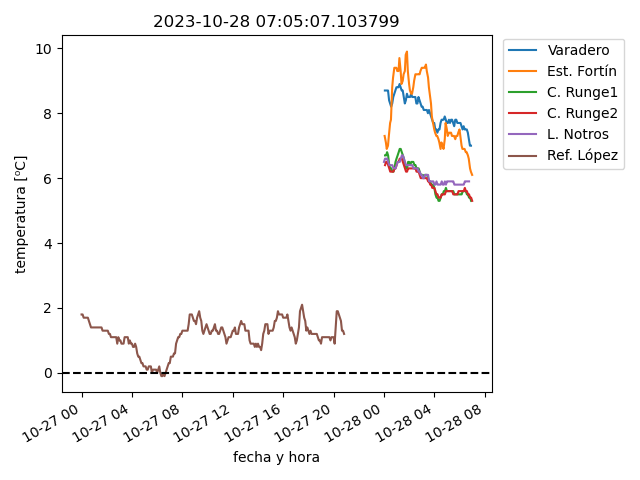 2023-10-28 07:05:07.103799
temperatura [ºC]
10
8
6
4
2
0
10-27 00
10-27 04
10-27 08
10-27 12
10-27 16
10-27 20
10-28 00
10-28 04
10-28 08
fecha y hora
Varadero
Est. Fortín
C. Runge1
C. Runge2
L. Notros
Ref. López